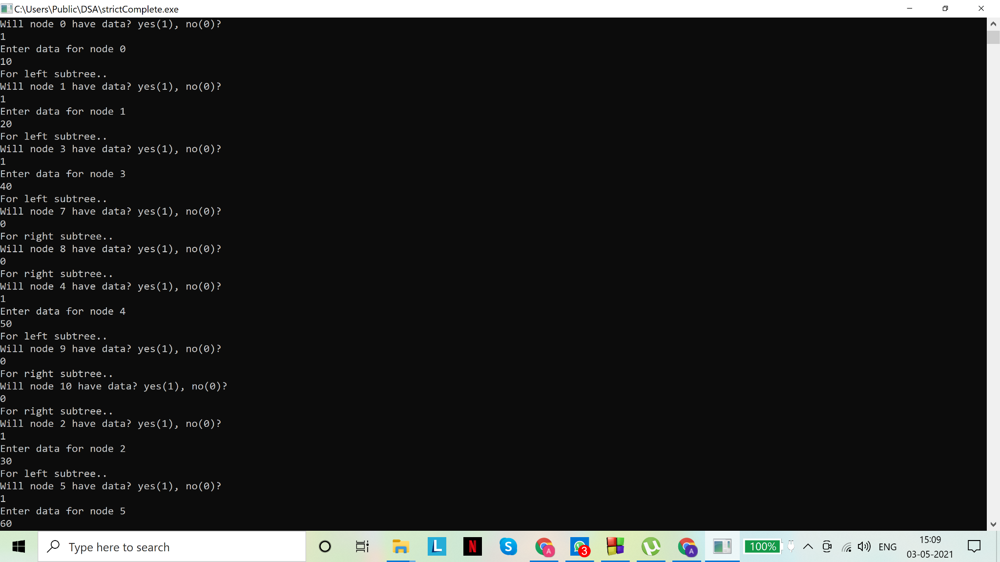 C:\Users\Public\DSA\strictComplete.exe
Will node 0 have data? yes(1), no(0)?
1
Enter data for node 0
10
For left subtree..
Will node 1 have data? yes(1), no(0)?
1
Enter data for node 1
20
For left subtree..
Will node 3 have data? yes(1), no(0)?
1
Enter data for node 3
40
For left subtree..
Will node 7 have data? yes(1), no(0)?
0
For right subtree..
Will node 8 have data? yes(1), no(0)?
0
For right subtree..
Will node 4 have data? yes(1), no(0)?
1
Enter data for node 4
50
For left subtree..
Will node 9 have data? yes(1), no(0)?
0
For right subtree..
Will node 10 have data? yes(1), no(0)?
0
For right subtree..
Will node 2 have data? yes(1), no(0)?
1
Enter data for node 2
30
For left subtree..
Will node 5 have data? yes(1), no(0)?
1
Enter data for node 5
60
Type here to search
L
N
S
A
3
µ
A
100%
ENG
15:09
03-05-2021